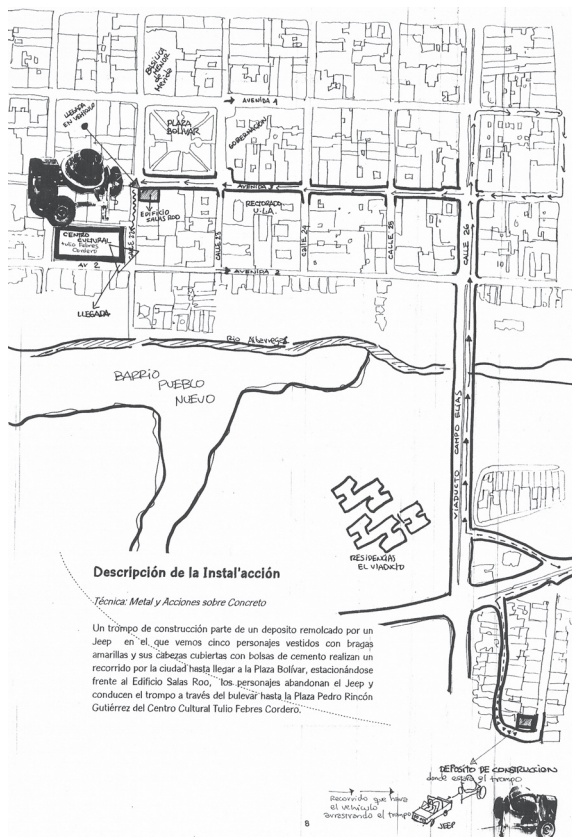 BASILICA
MENOR
MERIDA
AVENIDA 4
LLEGADA
EN VEHICULO
PLAZA
BOLIVAR
GOBERNACION
AVENIDA 3
EDIFICIO
SALAS ROO
RECTORADO
U.L.A.
CENTRO
CULTURAL
tulio Febres
Cordero
CALLE 23
CALLE 24
CALLE 25
CALLE 26
AV 2
AVENIDA 2
LLEGADA
Río Albarregas
BARRIO
PUEBLO
NUEVO
VIADUCTO CAMPO ELIAS
RESIDENCIAS
EL VIADUCTO
Descripción de la Instal'acción
Técnica: Metal y Acciones sobre Concreto
Un trompo de construcción parte de un deposito remolcado por un
Jeep en el que vemos cinco personajes vestidos con bragas
amarillas y sus cabezas cubiertas con bolsas de cemento realizan un
recorrido por la ciudad hasta llegar a la Plaza Bolívar, estacionándose
frente al Edificio Salas Roo, los personajes abandonan el Jeep y
conducen el trompo a través del bulevar hasta la Plaza Pedro Rincón
Gutiérrez del Centro Cultural Tulio Febres Cordero.
DEPOSITO DE CONSTRUCCION
donde estará el trompo
Recorrido que hará
el vehículo
arrastrando el trompo
JEEP
8